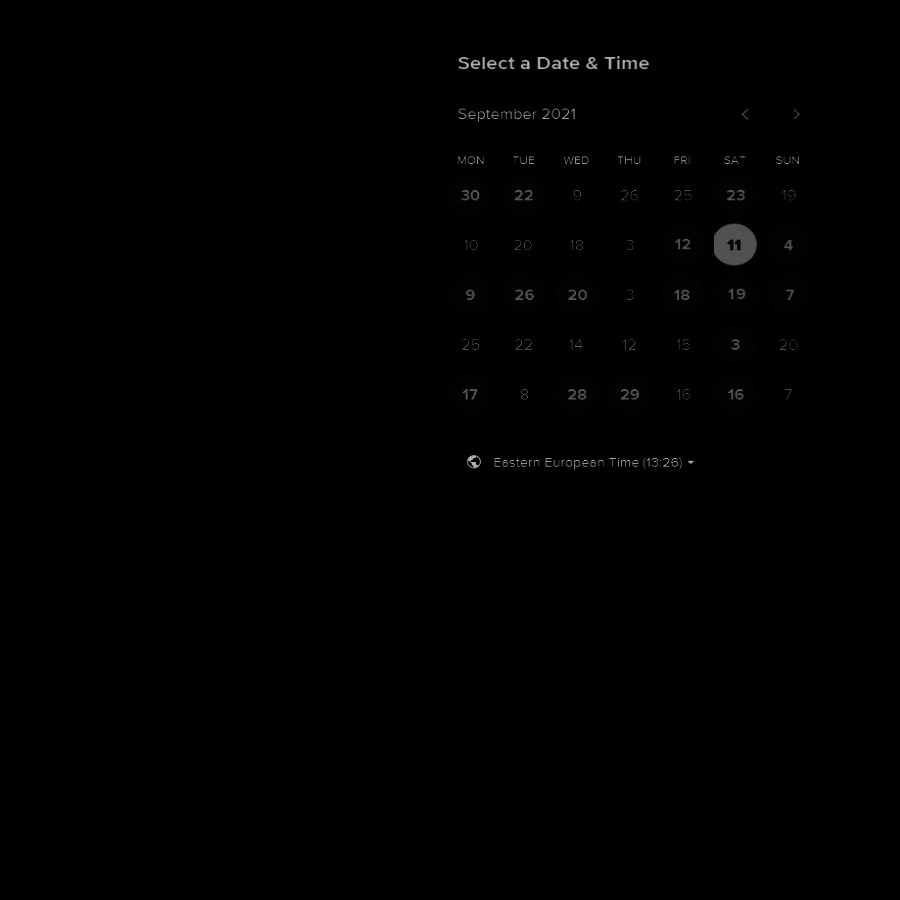 Select a Date & Time
September 2021
MON TUE WED THU FRI SAT SUN
30 22 9 26 25 23 19
10 20 18 3 12 11 4
9 26 20 3 18 19 7
25 22 14 12 15 3 20
17 8 28 29 16 16 7
Eastern European Time (13:26)